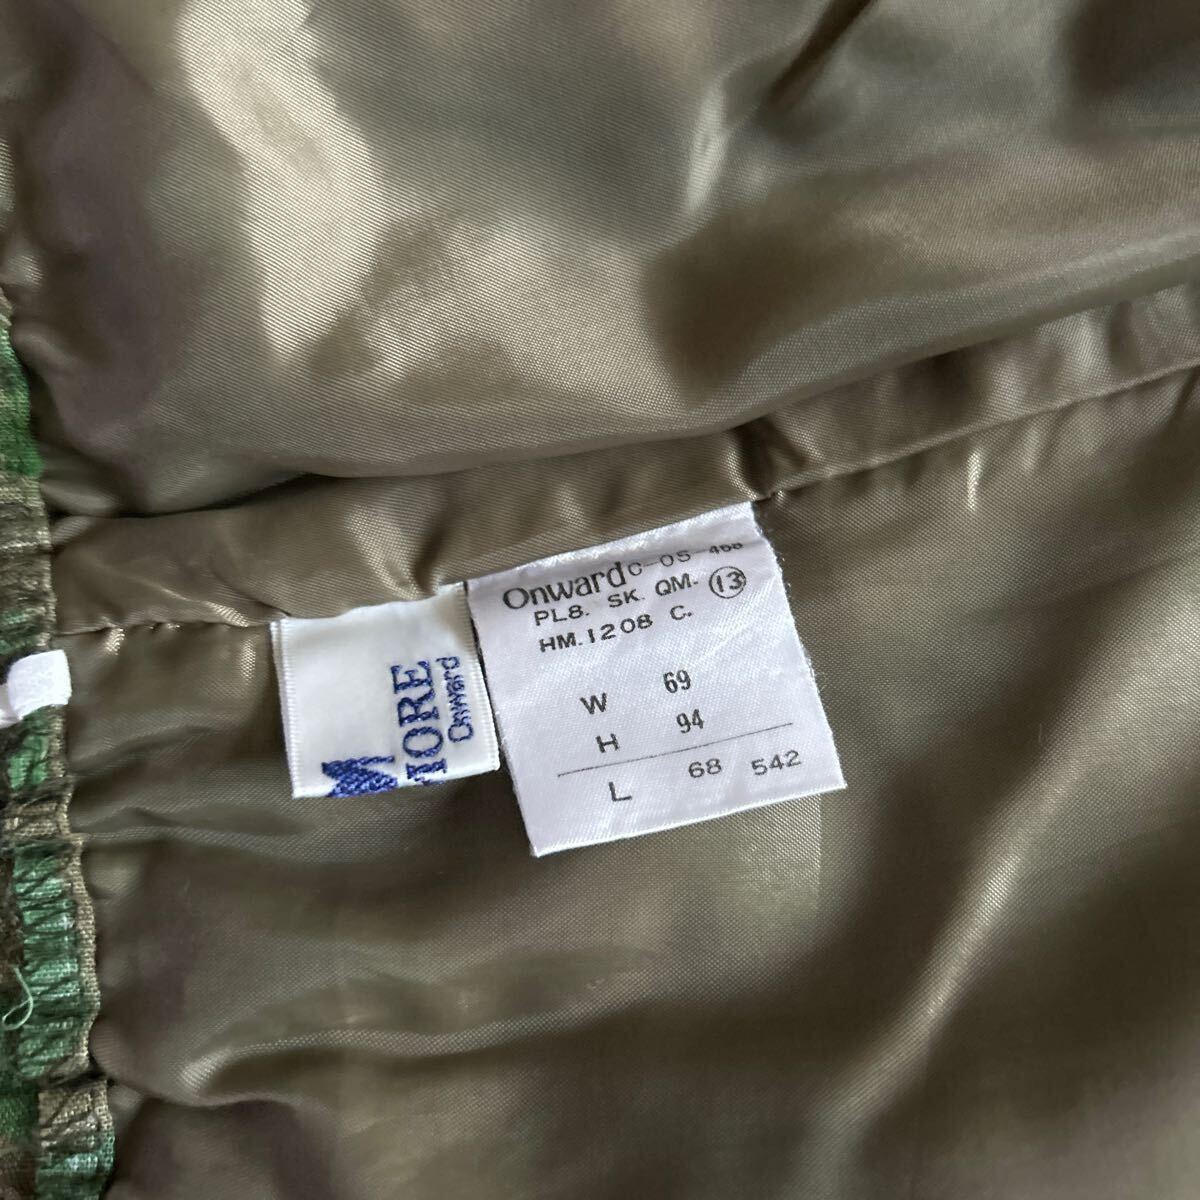 Onward C-05-468
PL8. SK. QM. ⑬
HM.1208 C.
W 69
H 94
L 68 542
MORE
Onward